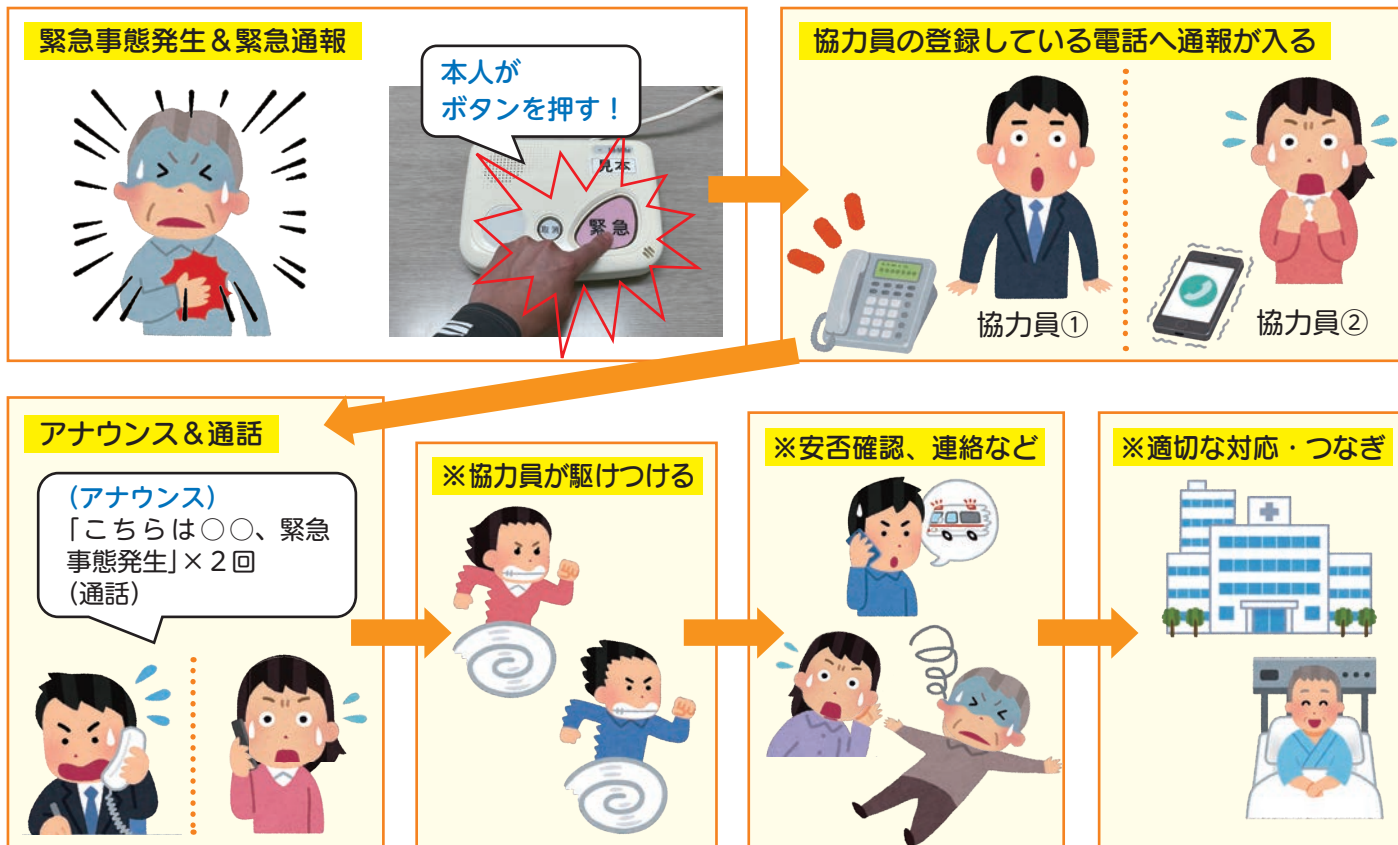 緊急事態発生&緊急通報
本人が
ボタンを押す！
見本
取消
緊急
協力員の登録している電話へ通報が入る
協力員①
協力員②
アナウンス&通話
(アナウンス)
「こちらは○○、緊急
事態発生」×２回
(通話)
※協力員が駆けつける
※安否確認、連絡など
※適切な対応・つなぎ